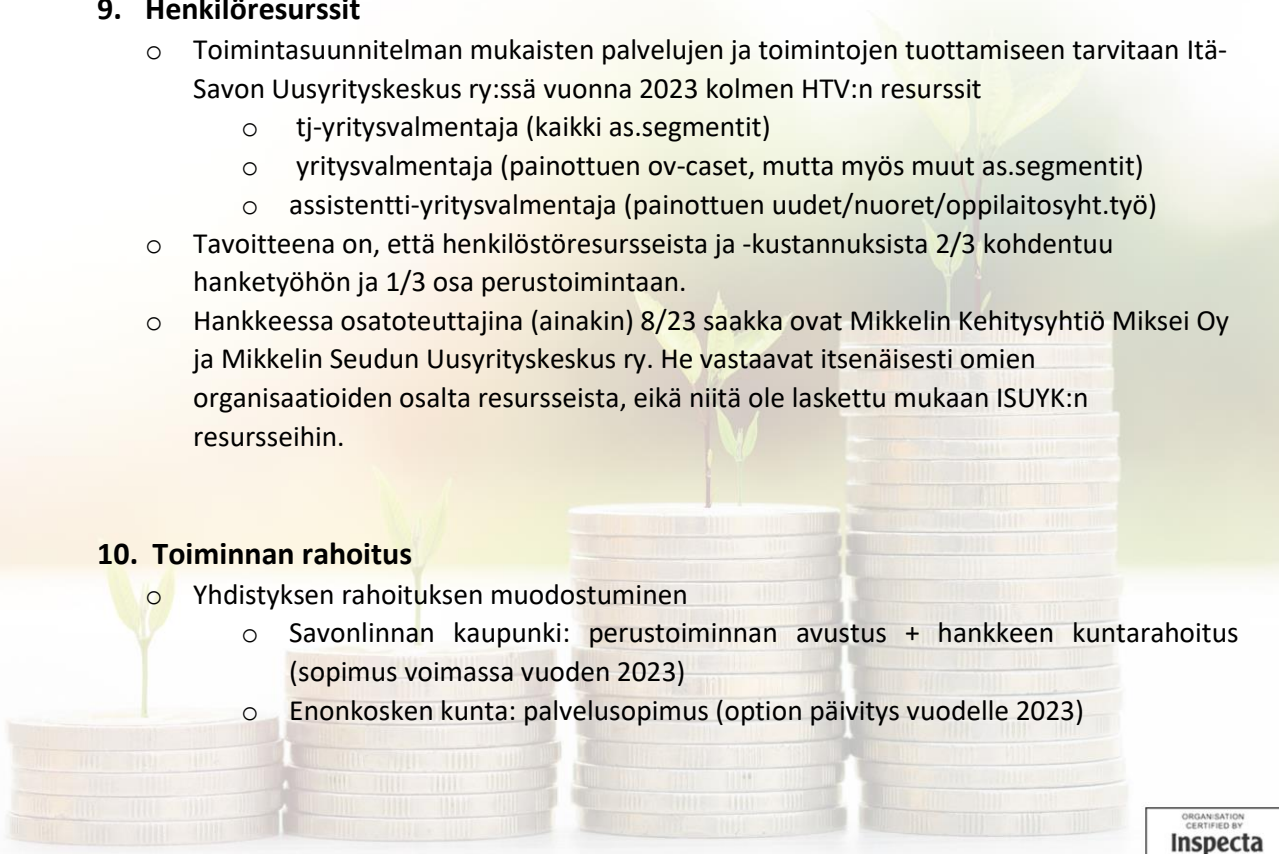 9. Henkilöresurssit
o Toimintasuunnitelman mukaisten palvelujen ja toimintojen tuottamiseen tarvitaan Itä-
Savon Uusyrityskeskus ry:ssä vuonna 2023 kolmen HTV:n resurssit
o tj-yritysvalmentaja (kaikki as.segmentit)
o yritysvalmentaja (painottuen ov-caset, mutta myös muut as.segmentit)
o assistentti-yritysvalmentaja (painottuen uudet/nuoret/oppilaitosyht.työ)
o Tavoitteena on, että henkilöstöresursseista ja -kustannuksista 2/3 kohdentuu
hanketyöhön ja 1/3 osa perustoimintaan.
o Hankkeessa osatoteuttajina (ainakin) 8/23 saakka ovat Mikkelin Kehitysyhtiö Miksei Oy
ja Mikkelin Seudun Uusyrityskeskus ry. He vastaavat itsenäisesti omien
organisaatioiden osalta resursseista, eikä niitä ole laskettu mukaan ISUYK:n
resursseihin.
10. Toiminnan rahoitus
o Yhdistyksen rahoituksen muodostuminen
o Savonlinnan kaupunki: perustoiminnan avustus + hankkeen kuntarahoitus
(sopimus voimassa vuoden 2023)
o Enonkosken kunta: palvelusopimus (option päivitys vuodelle 2023)
ORGANISATION
CERTIFIED BY
Inspecta